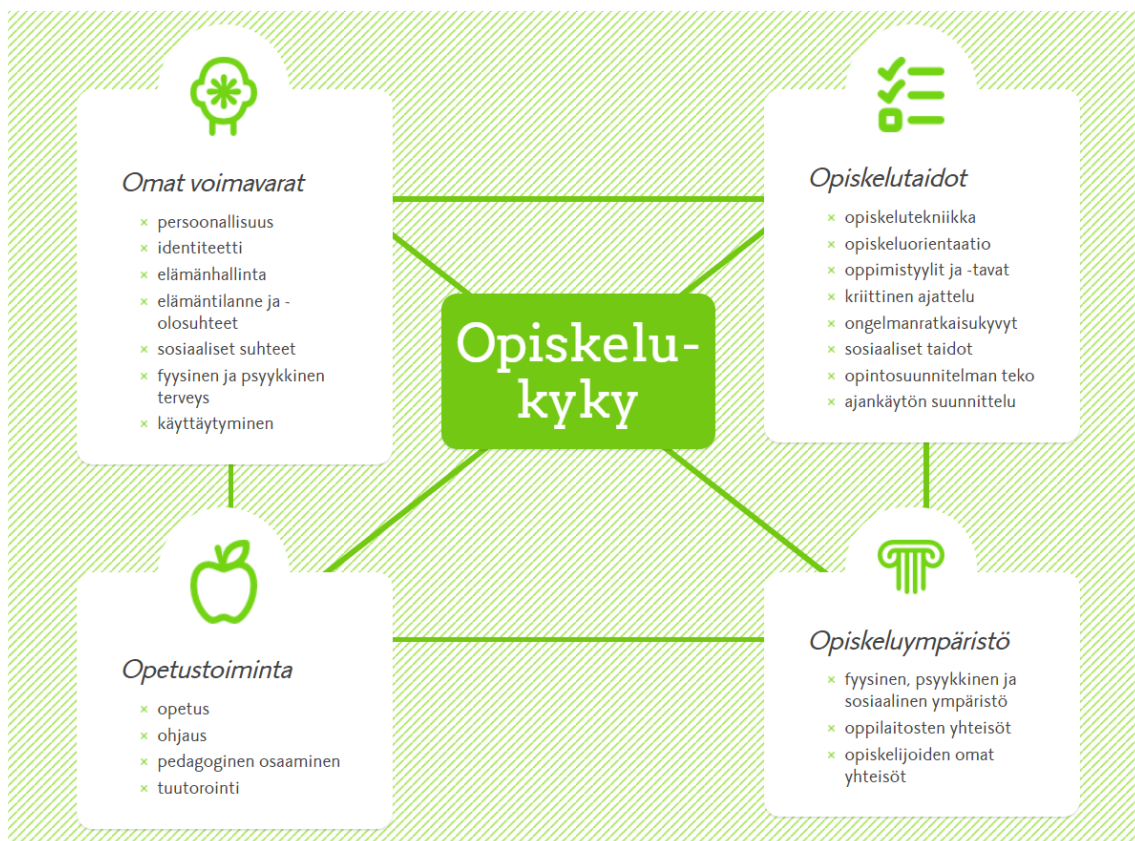 Omat voimavarat
× persoonallisuus
× identiteetti
× elämänhallinta
× elämäntilanne ja -
olosuhteet
× sosiaaliset suhteet
× fyysinen ja psyykkinen
terveys
× käyttäytyminen
Opiskelutaidot
× opiskelutekniikka
× opiskeluorientaatio
× oppimistyylit ja -tavat
× kriittinen ajattelu
× ongelmanratkaisukyvyt
× sosiaaliset taidot
× opintosuunnitelman teko
× ajankäytön suunnittelu
Opiskelu-
kyky
Opetustoiminta
× opetus
× ohjaus
× pedagoginen osaaminen
× tuutorointi
Opiskeluympäristö
× fyysinen, psyykkinen ja
sosiaalinen ympäristö
× oppilaitosten yhteisöt
× opiskelijoiden omat
yhteisöt